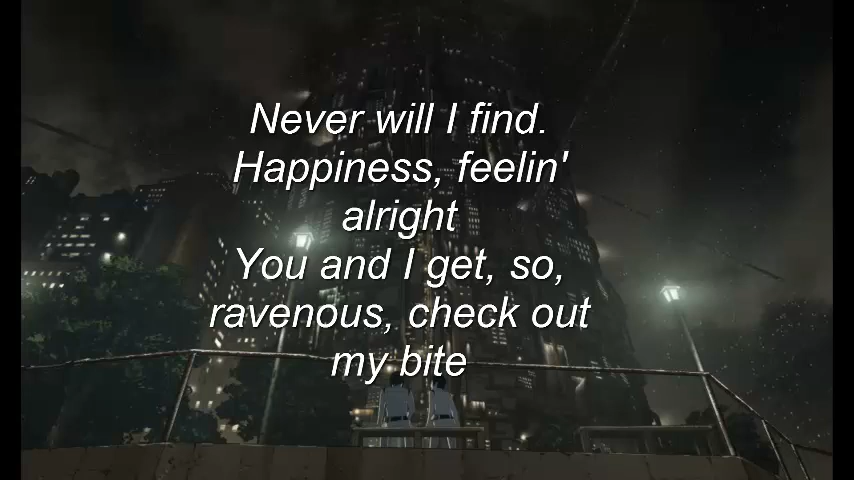 Never will I find.
Happiness, feelin'
alright
You and I get, so,
ravenous, check out
my bite